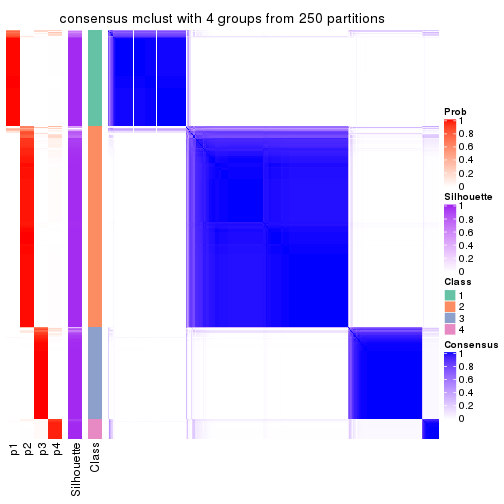 consensus mclust with 4 groups from 250 partitions
Prob
1
0.8
0.6
0.4
0.2
0
Silhouette
1
0.8
0.6
0.4
0.2
0
Class
1
2
3
4
Consensus
1
0.8
0.6
0.4
0.2
0
p1
p2
p3
p4
Silhouette
Class